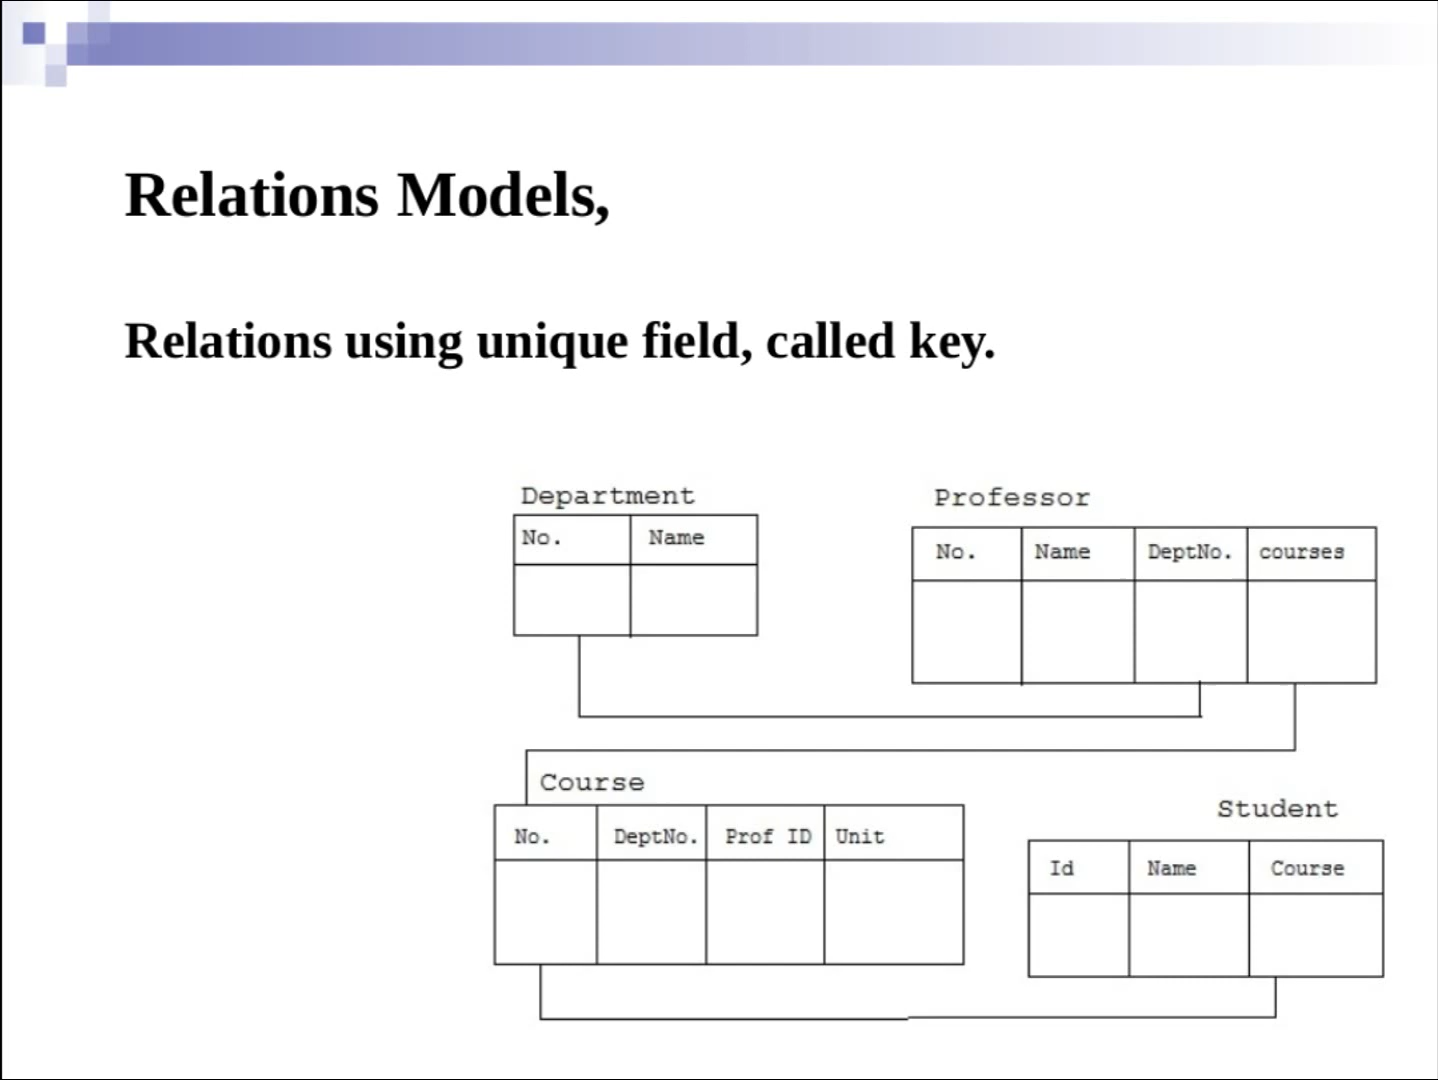 Relations Models,
Relations using unique field, called key.
Department
No. Name
Professor
No. Name DeptNo. courses
Course
No. DeptNo. Prof ID Unit
Student
Id Name Course